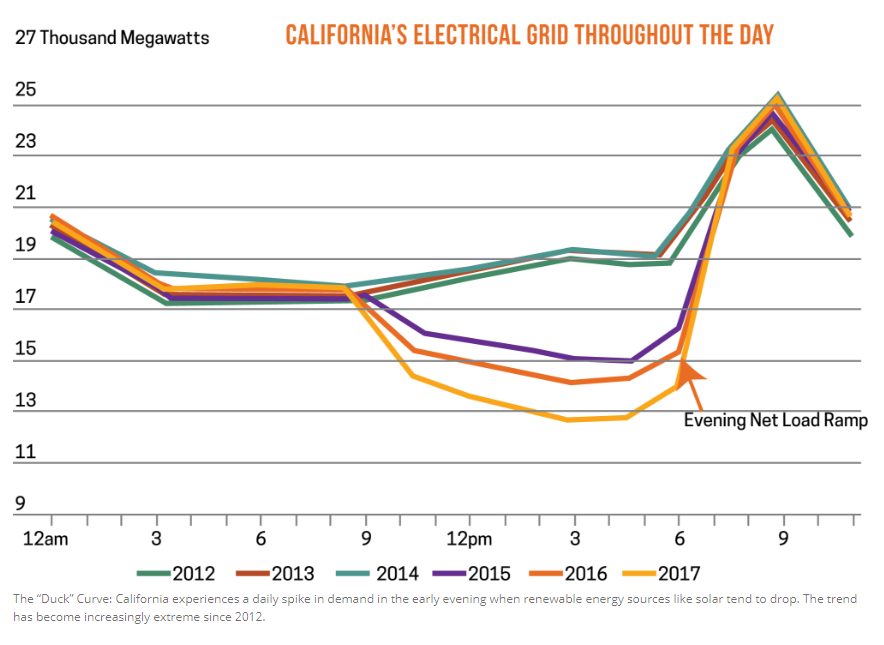 27 Thousand Megawatts
CALIFORNIA'S ELECTRICAL GRID THROUGHOUT THE DAY
25
23
21
19
17
15
13
Evening Net Load Ramp
11
9
12am 3 6 9 12pm 3 6 9
2012 2013 2014 2015 2016 2017
The “Duck” Curve: California experiences a daily spike in demand in the early evening when renewable energy sources like solar tend to drop. The trend
has become increasingly extreme since 2012.